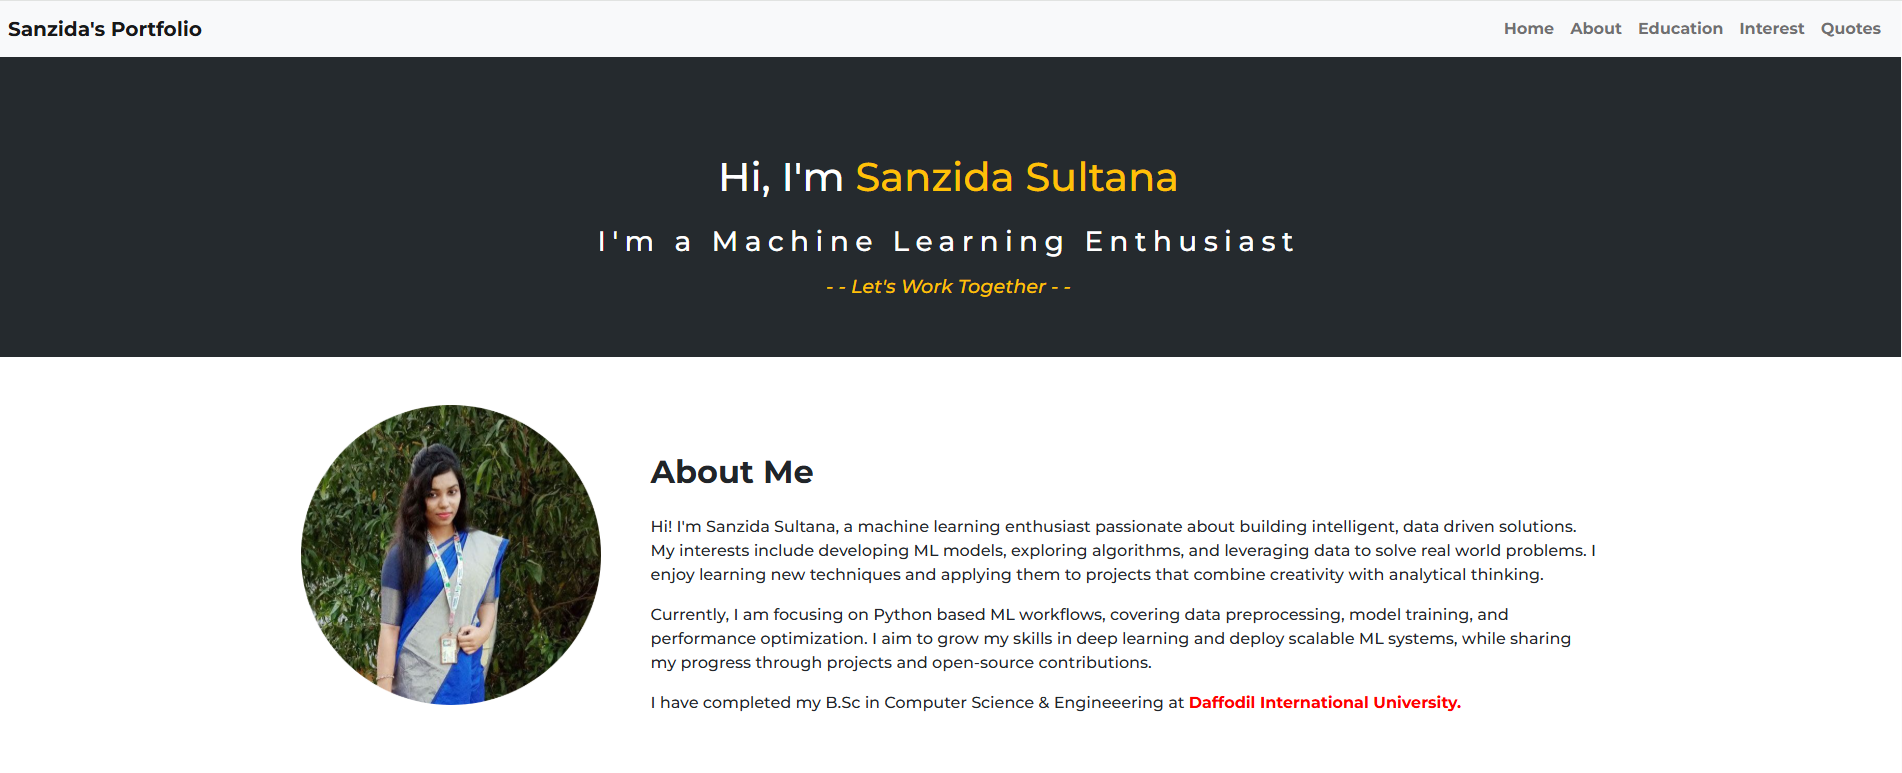 Sanzida's Portfolio
Home About Education Interest Quotes
Hi, I'm Sanzida Sultana
I'm a Machine Learning Enthusiast
- - Let's Work Together - -
About Me
Hi! I'm Sanzida Sultana, a machine learning enthusiast passionate about building intelligent, data driven solutions.
My interests include developing ML models, exploring algorithms, and leveraging data to solve real world problems. I
enjoy learning new techniques and applying them to projects that combine creativity with analytical thinking.
Currently, I am focusing on Python based ML workflows, covering data preprocessing, model training, and
performance optimization. I aim to grow my skills in deep learning and deploy scalable ML systems, while sharing
my progress through projects and open-source contributions.
I have completed my B.Sc in Computer Science & Engineeering at Daffodil International University.